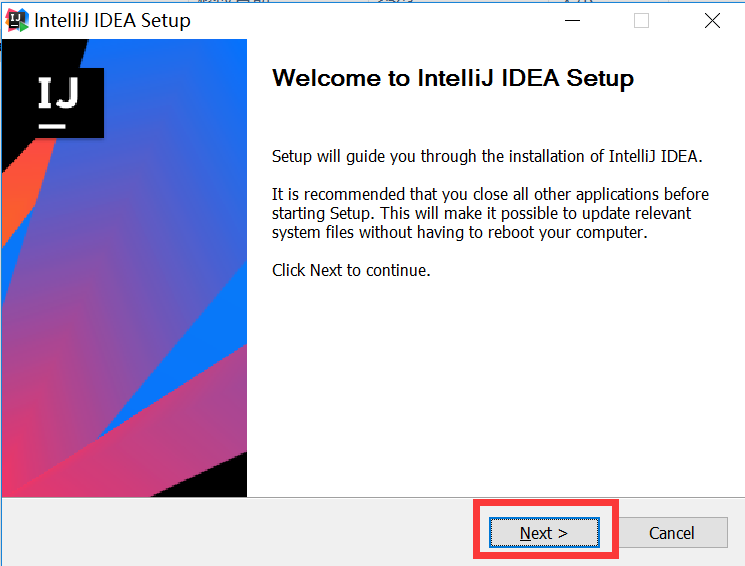 IntelliJ IDEA Setup
IJ
Welcome to IntelliJ IDEA Setup
Setup will guide you through the installation of IntelliJ IDEA.
It is recommended that you close all other applications before
starting Setup. This will make it possible to update relevant
system files without having to reboot your computer.
Click Next to continue.
Next >
Cancel